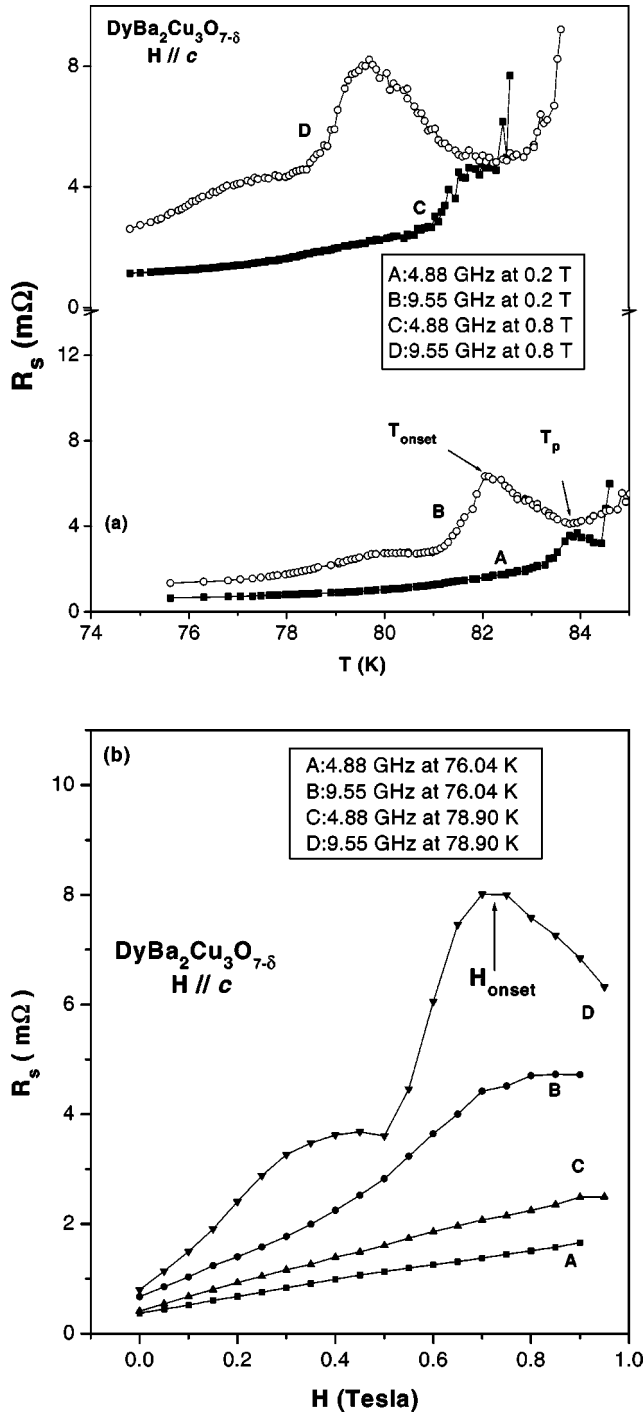 DyBa₂Cu₃O₇₋δ
H // c
8
D
4
C
0
A:4.88 GHz at 0.2 T
B:9.55 GHz at 0.2 T
C:4.88 GHz at 0.8 T
D:9.55 GHz at 0.8 T
Rₛ (mΩ)
12
8
T_onset
T_p
4
(a)
B
A
0
74 76 78 80 82 84
T (K)
(b)
A:4.88 GHz at 76.04 K
B:9.55 GHz at 76.04 K
C:4.88 GHz at 78.90 K
D:9.55 GHz at 78.90 K
10
8
DyBa₂Cu₃O₇₋δ
H // c
H_onset
D
6
Rₛ ( mΩ)
B
4
C
2
A
0
0.0 0.2 0.4 0.6 0.8 1.0
H (Tesla)